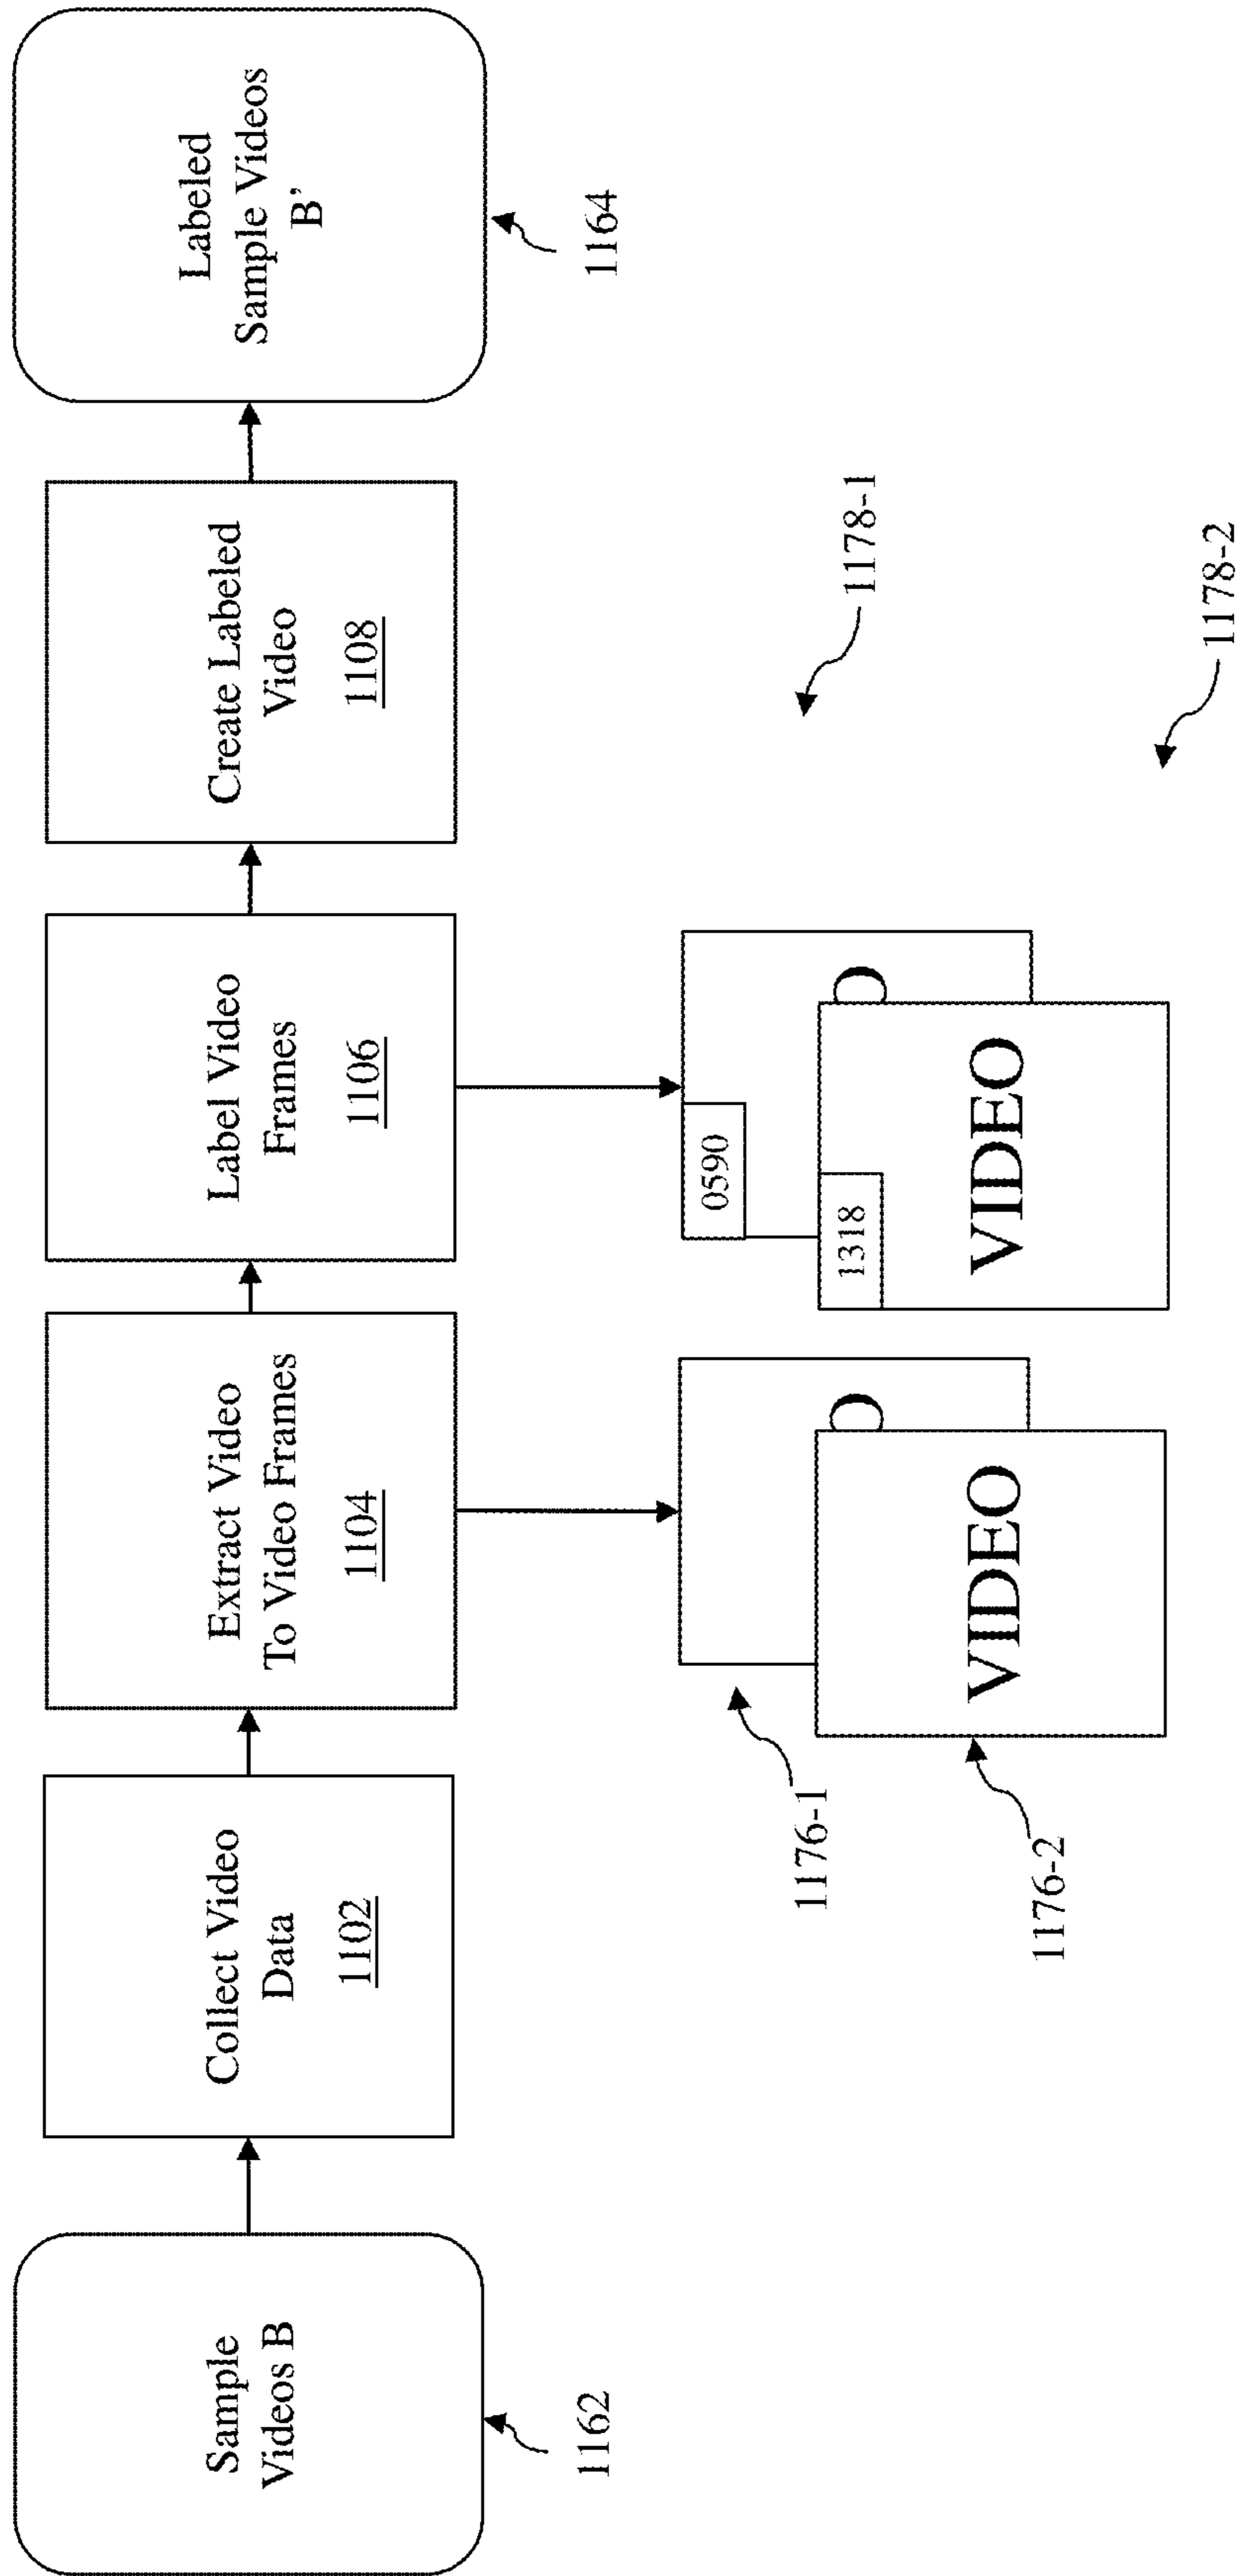 Sample
Videos B
1162
Collect Video
Data
1102
Extract Video
To Video Frames
1104
Label Video
Frames
1106
Create Labeled
Video
1108
Labeled
Sample Videos
B’
1164
1176-1
O
VIDEO
1176-2
0590
O
1318
VIDEO
1178-1
1178-2